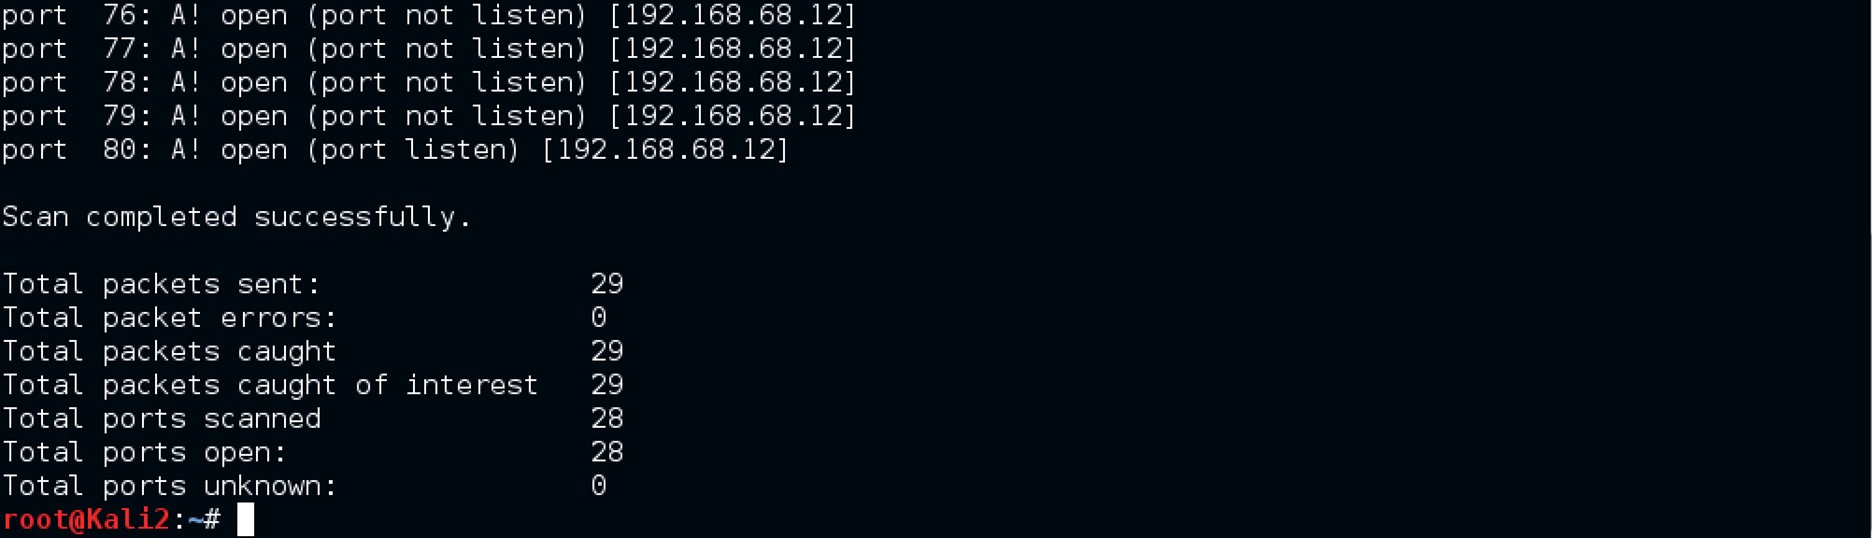 port  76: A! open (port not listen) [192.168.68.12]
port  77: A! open (port not listen) [192.168.68.12]
port  78: A! open (port not listen) [192.168.68.12]
port  79: A! open (port not listen) [192.168.68.12]
port  80: A! open (port listen) [192.168.68.12]
Scan completed successfully.
Total packets sent:                29
Total packet errors:               0
Total packets caught               29
Total packets caught of interest   29
Total ports scanned                28
Total ports open:                  28
Total ports unknown:               0
root@Kali2:~#